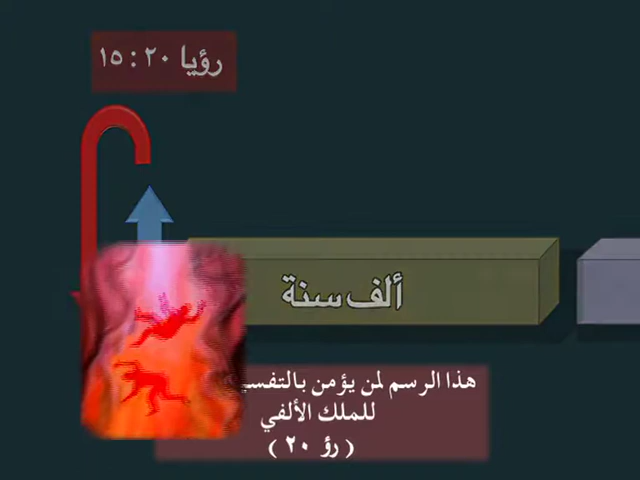 رؤيا ٢٠ : ١٥
ألف سنة
هذا الرسم لمن يؤمن
للملك الألفي
( رؤ ٢٠ )